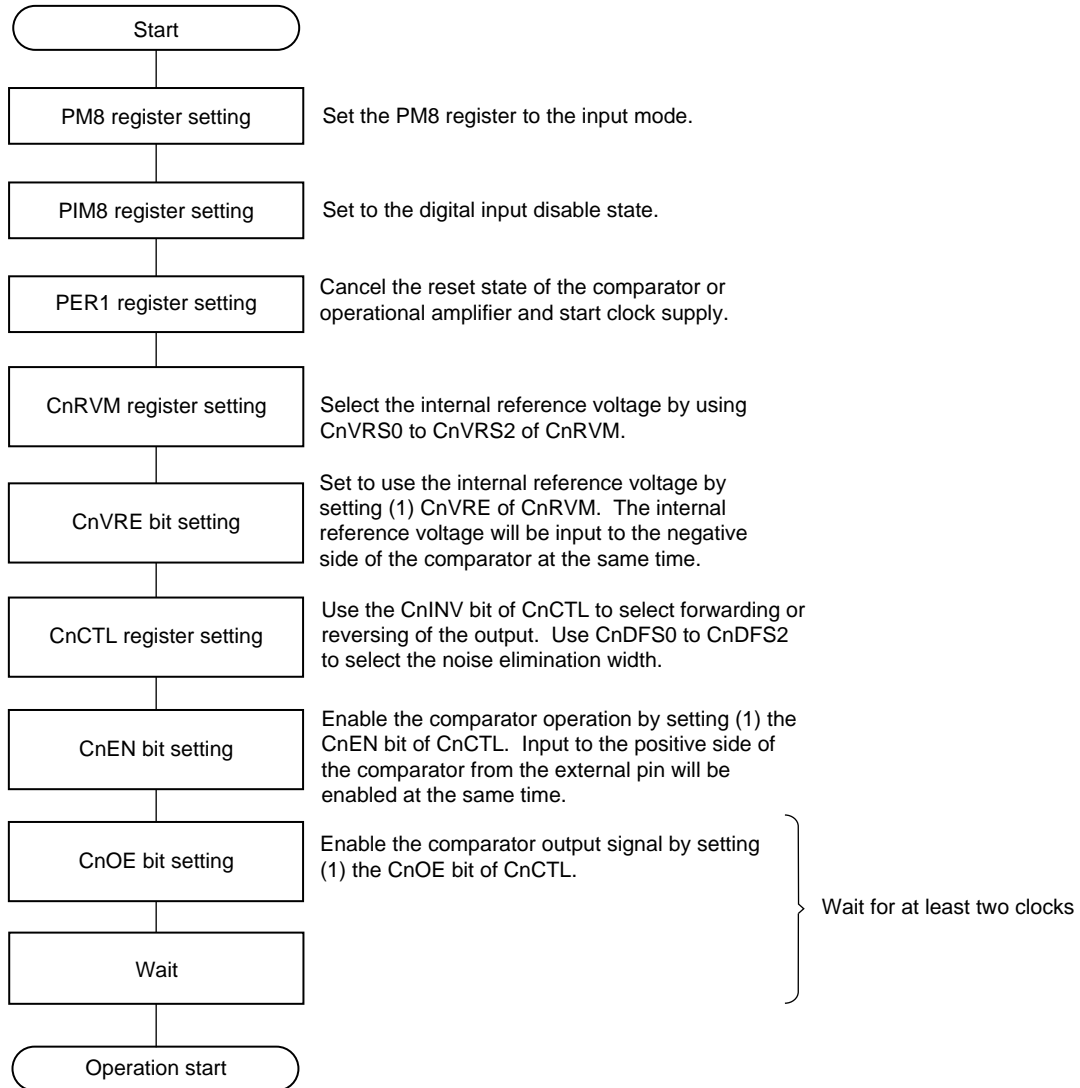 Start
PM8 register setting
Set the PM8 register to the input mode.
PIM8 register setting
Set to the digital input disable state.
PER1 register setting
Cancel the reset state of the comparator or
operational amplifier and start clock supply.
CnRVM register setting
Select the internal reference voltage by using
CnVRS0 to CnVRS2 of CnRVM.
CnVRE bit setting
Set to use the internal reference voltage by
setting (1) CnVRE of CnRVM. The internal
reference voltage will be input to the negative
side of the comparator at the same time.
CnCTL register setting
Use the CnINV bit of CnCTL to select forwarding or
reversing of the output. Use CnDFS0 to CnDFS2
to select the noise elimination width.
CnEN bit setting
Enable the comparator operation by setting (1) the
CnEN bit of CnCTL. Input to the positive side of
the comparator from the external pin will be
enabled at the same time.
CnOE bit setting
Enable the comparator output signal by setting
(1) the CnOE bit of CnCTL.
Wait for at least two clocks
Wait
Operation start